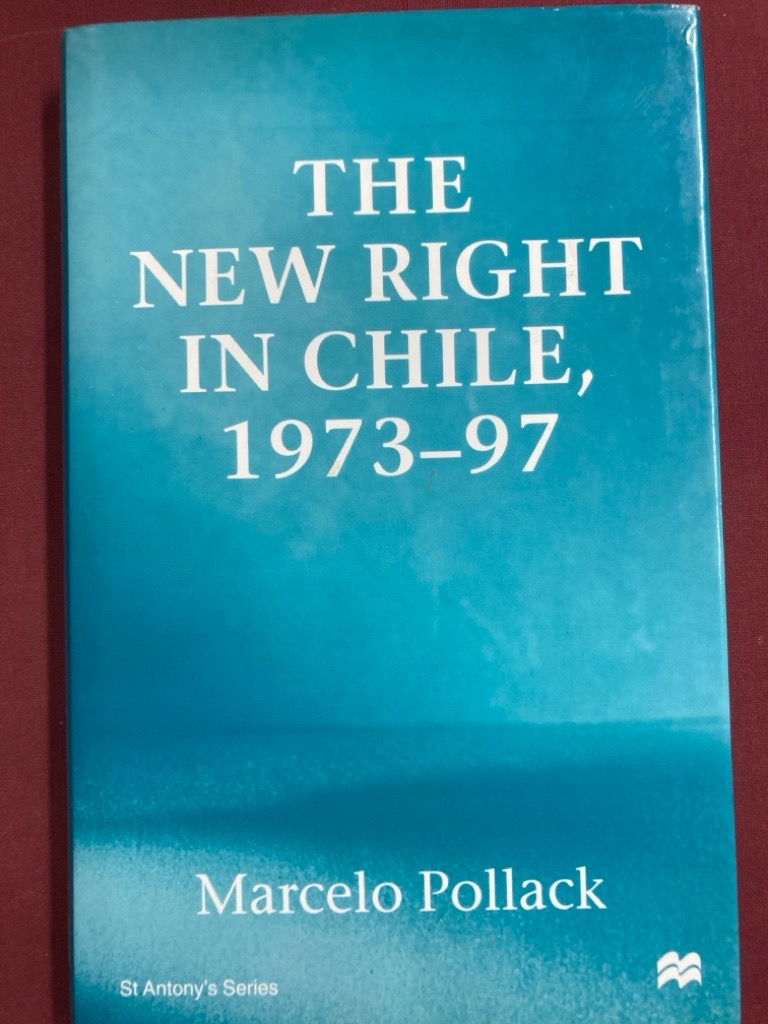 THE
NEW RIGHT
IN CHILE,
1973–97
Marcelo Pollack
St Antony's Series